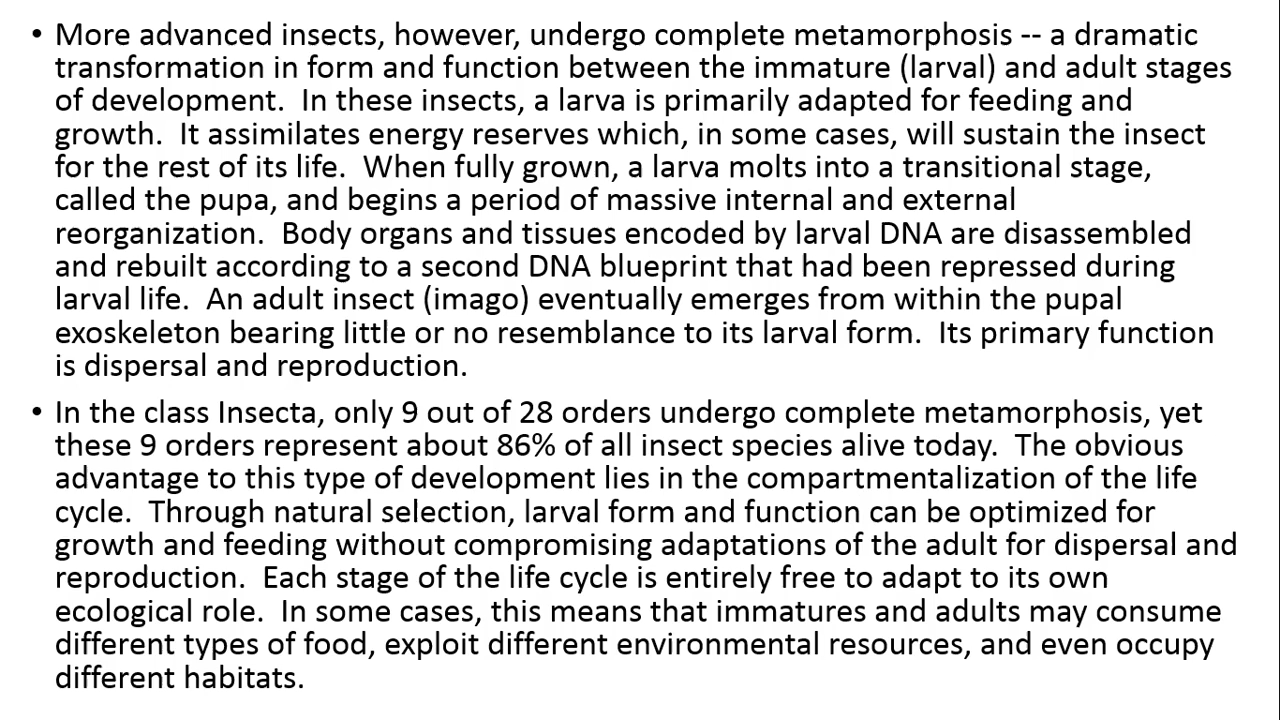 • More advanced insects, however, undergo complete metamorphosis -- a dramatic
transformation in form and function between the immature (larval) and adult stages
of development.  In these insects, a larva is primarily adapted for feeding and
growth.  It assimilates energy reserves which, in some cases, will sustain the insect
for the rest of its life.  When fully grown, a larva molts into a transitional stage,
called the pupa, and begins a period of massive internal and external
reorganization.  Body organs and tissues encoded by larval DNA are disassembled
and rebuilt according to a second DNA blueprint that had been repressed during
larval life.  An adult insect (imago) eventually emerges from within the pupal
exoskeleton bearing little or no resemblance to its larval form.  Its primary function
is dispersal and reproduction.
• In the class Insecta, only 9 out of 28 orders undergo complete metamorphosis, yet
these 9 orders represent about 86% of all insect species alive today.  The obvious
advantage to this type of development lies in the compartmentalization of the life
cycle.  Through natural selection, larval form and function can be optimized for
growth and feeding without compromising adaptations of the adult for dispersal and
reproduction.  Each stage of the life cycle is entirely free to adapt to its own
ecological role.  In some cases, this means that immatures and adults may consume
different types of food, exploit different environmental resources, and even occupy
different habitats.